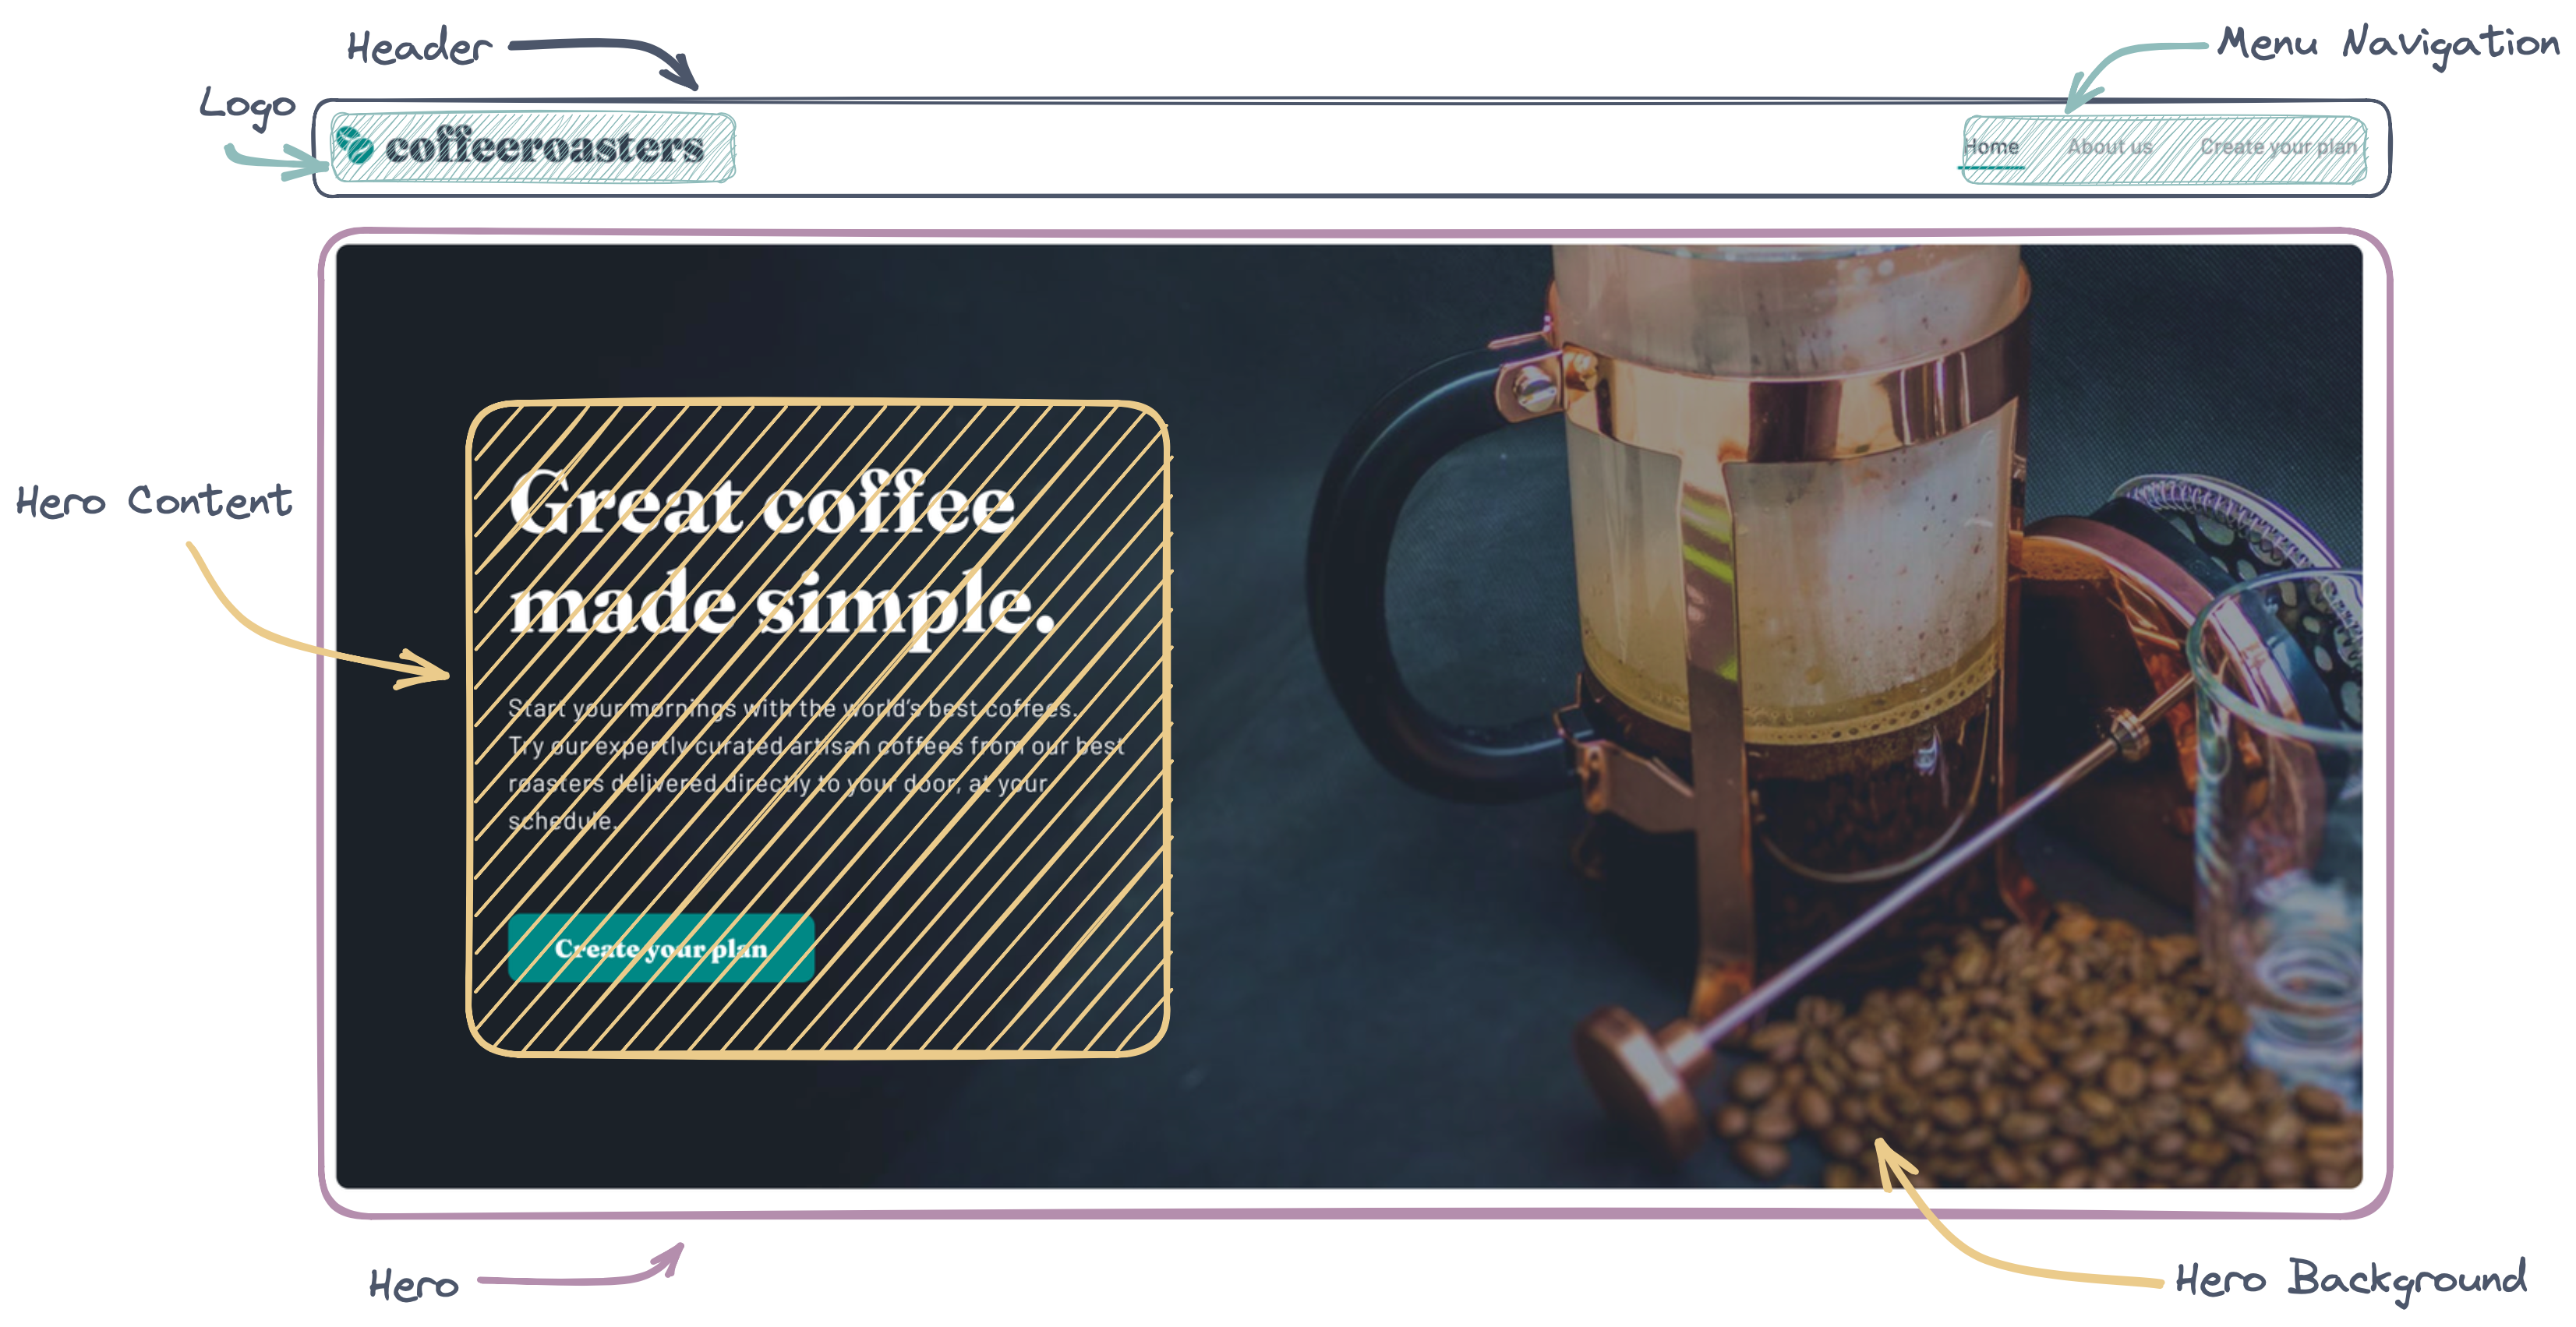 Header
Menu Navigation
Logo
coffeeroasters
Home
About us
Create your plan
Hero Content
Great coffee
made simple.
Start your mornings with the world's best coffees.
Try our expertly curated artisan coffees from our best
roasters delivered directly to your door, at your
schedule.
Create your plan
Hero
Hero Background